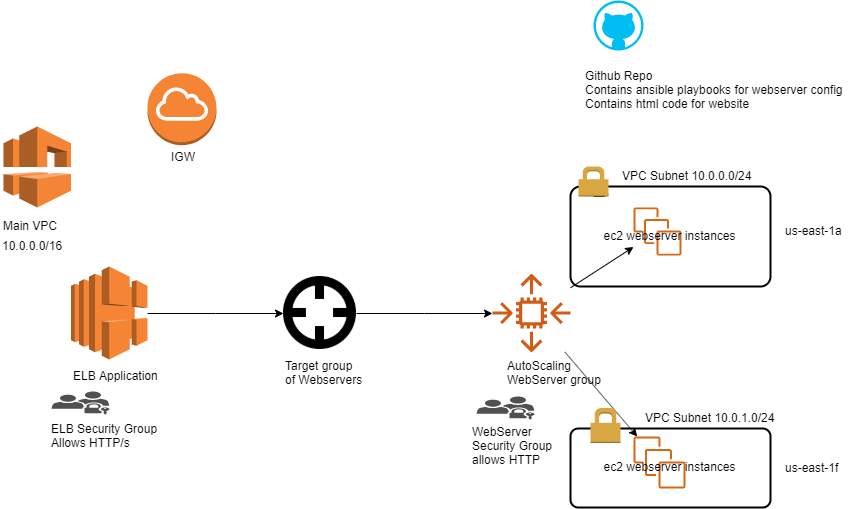 Github Repo
Contains ansible playbooks for webserver config
Contains html code for website
IGW
Main VPC
10.0.0.0/16
VPC Subnet 10.0.0.0/24
ec2 webserver instances
us-east-1a
ELB Application
Target group
of Webservers
AutoScaling
WebServer group
ELB Security Group
Allows HTTP/s
WebServer
Security Group
allows HTTP
VPC Subnet 10.0.1.0/24
ec2 webserver instances
us-east-1f